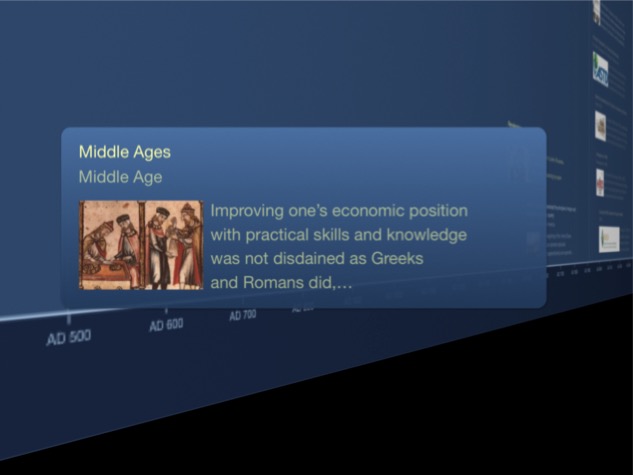 Middle Ages
Middle Age
Improving one's economic position
with practical skills and knowledge
was not disdained as Greeks
and Romans did,...
AD 500
AD 600
AD 700